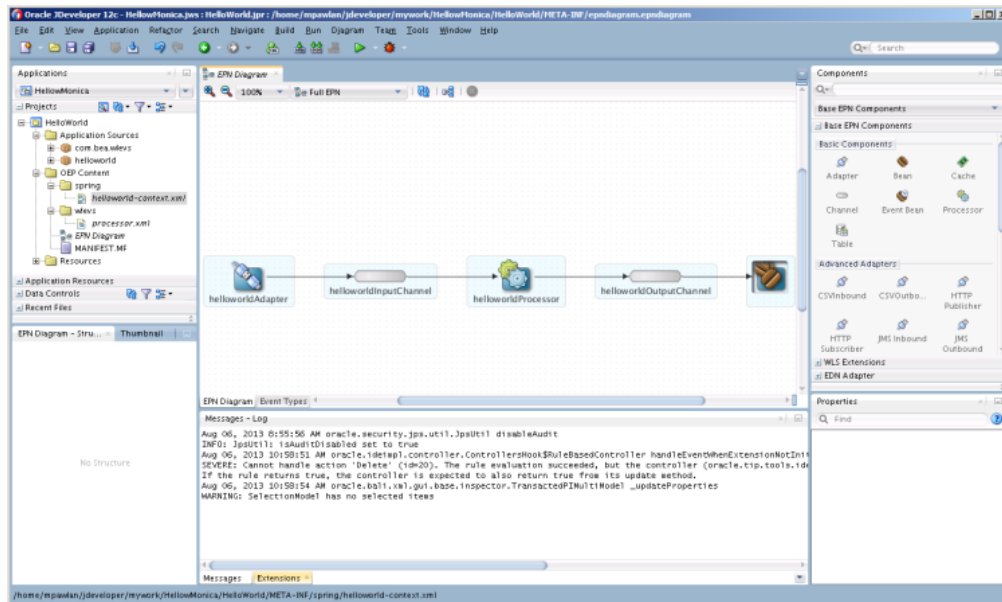 Oracle JDeveloper 12c - HellowMonica.jws : HelloWorld.jpr : /home/mpawlan/jdeveloper/mywork/HellowMonica/HelloWorld/META-INF/epndiagram.epndiagram
File Edit View Application Refactor Search Navigate Build Run Diagram Team Tools Window Help
Search
Applications
HellowMonica
Projects
HelloWorld
Application Sources
com.bea.wlevs
helloworld
OEP Content
spring
helloworld-context.xml
wlevs
processor.xml
EPN Diagram
MANIFEST.MF
Resources
Application Resources
Data Controls
Recent Files
EPN Diagram - Stru...
Thumbnail
No Structure
EPN Diagram
100% Full EPN
helloworldAdapter
helloworldInputChannel
helloworldProcessor
helloworldOutputChannel
EPN Diagram Event Types
Messages - Log
Aug 06, 2013 8:55:56 AM oracle.security.jps.util.JpsUtil disableAudit
INFO: JpsUtil: isAuditDisabled set to true
Aug 06, 2013 10:58:51 AM oracle.ideimpl.controller.ControllersHook$RuleBasedController handleEventWhenExtensionNotInit
SEVERE: Cannot handle action 'Delete' (id=20). The rule evaluation succeeded, but the controller (oracle.tip.tools.ide
If the rule returns true, the controller is expected to also return true from its update method.
Aug 06, 2013 10:58:54 AM oracle.bali.xml.gui.base.inspector.TransactedPIMultiModel _updateProperties
WARNING: SelectionModel has no selected items
Messages Extensions
Components
Base EPN Components
Base EPN Components
Basic Components
Adapter Bean Cache
Channel Event Bean Processor
Table
Advanced Adapters
CSVInbound CSVOutbo... HTTP Publisher
HTTP Subscriber JMS Inbound JMS Outbound
WLS Extensions
EDN Adapter
Properties
Find
/home/mpawlan/jdeveloper/mywork/HellowMonica/HelloWorld/META-INF/spring/helloworld-context.xml